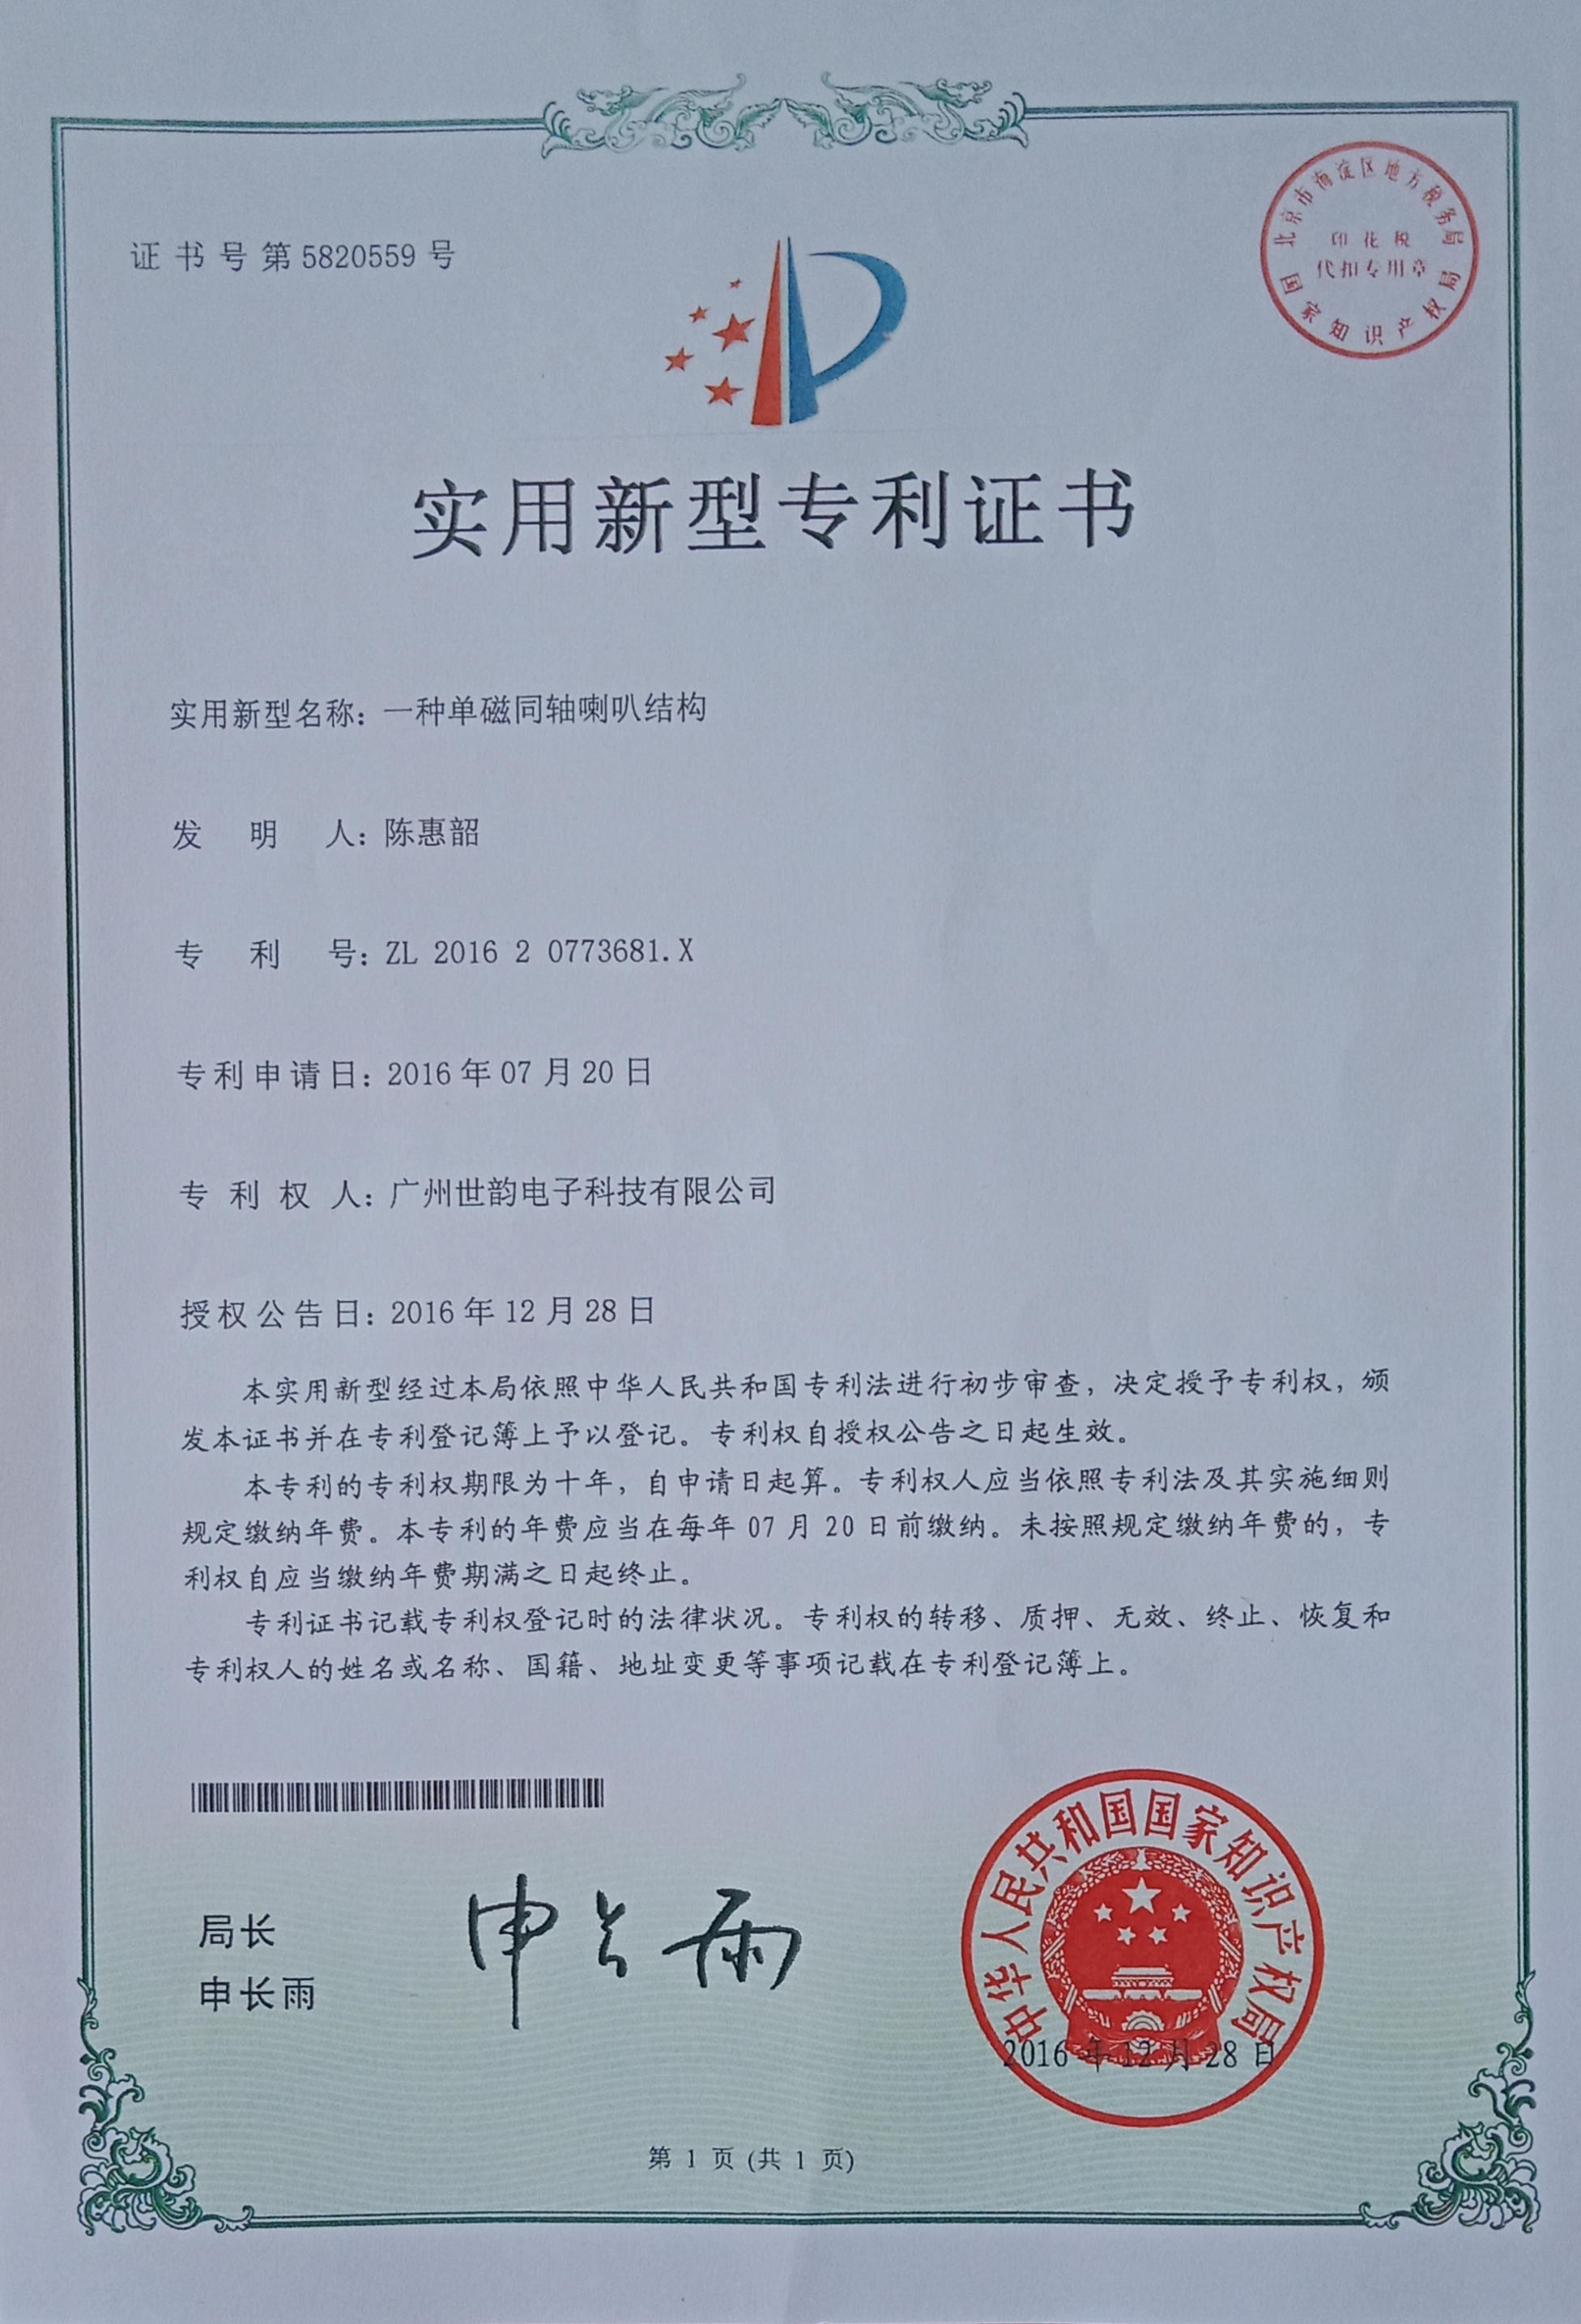 证书号第5820559号
北京市海淀区地方税务局
印花税
代扣专用章
国家知识产权局
实用新型专利证书
实用新型名称：一种单磁同轴喇叭结构
发明人：陈惠韶
专利号：ZL 2016 2 0773681.X
专利申请日：2016年07月20日
专利权人：广州世韵电子科技有限公司
授权公告日：2016年12月28日
本实用新型经过本局依照中华人民共和国专利法进行初步审查，决定授予专利权，颁
发本证书并在专利登记簿上予以登记。专利权自授权公告之日起生效。
本专利的专利权期限为十年，自申请日起算。专利权人应当依照专利法及其实施细则
规定缴纳年费。本专利的年费应当在每年07月20日前缴纳。未按照规定缴纳年费的，专
利权自应当缴纳年费期满之日起终止。
专利证书记载专利权登记时的法律状况。专利权的转移、质押、无效、终止、恢复和
专利权人的姓名或名称、国籍、地址变更等事项记载在专利登记簿上。
局长
申长雨
申长雨
中华人民共和国国家知识产权局
2016年12月28日
第 1 页 (共 1 页)